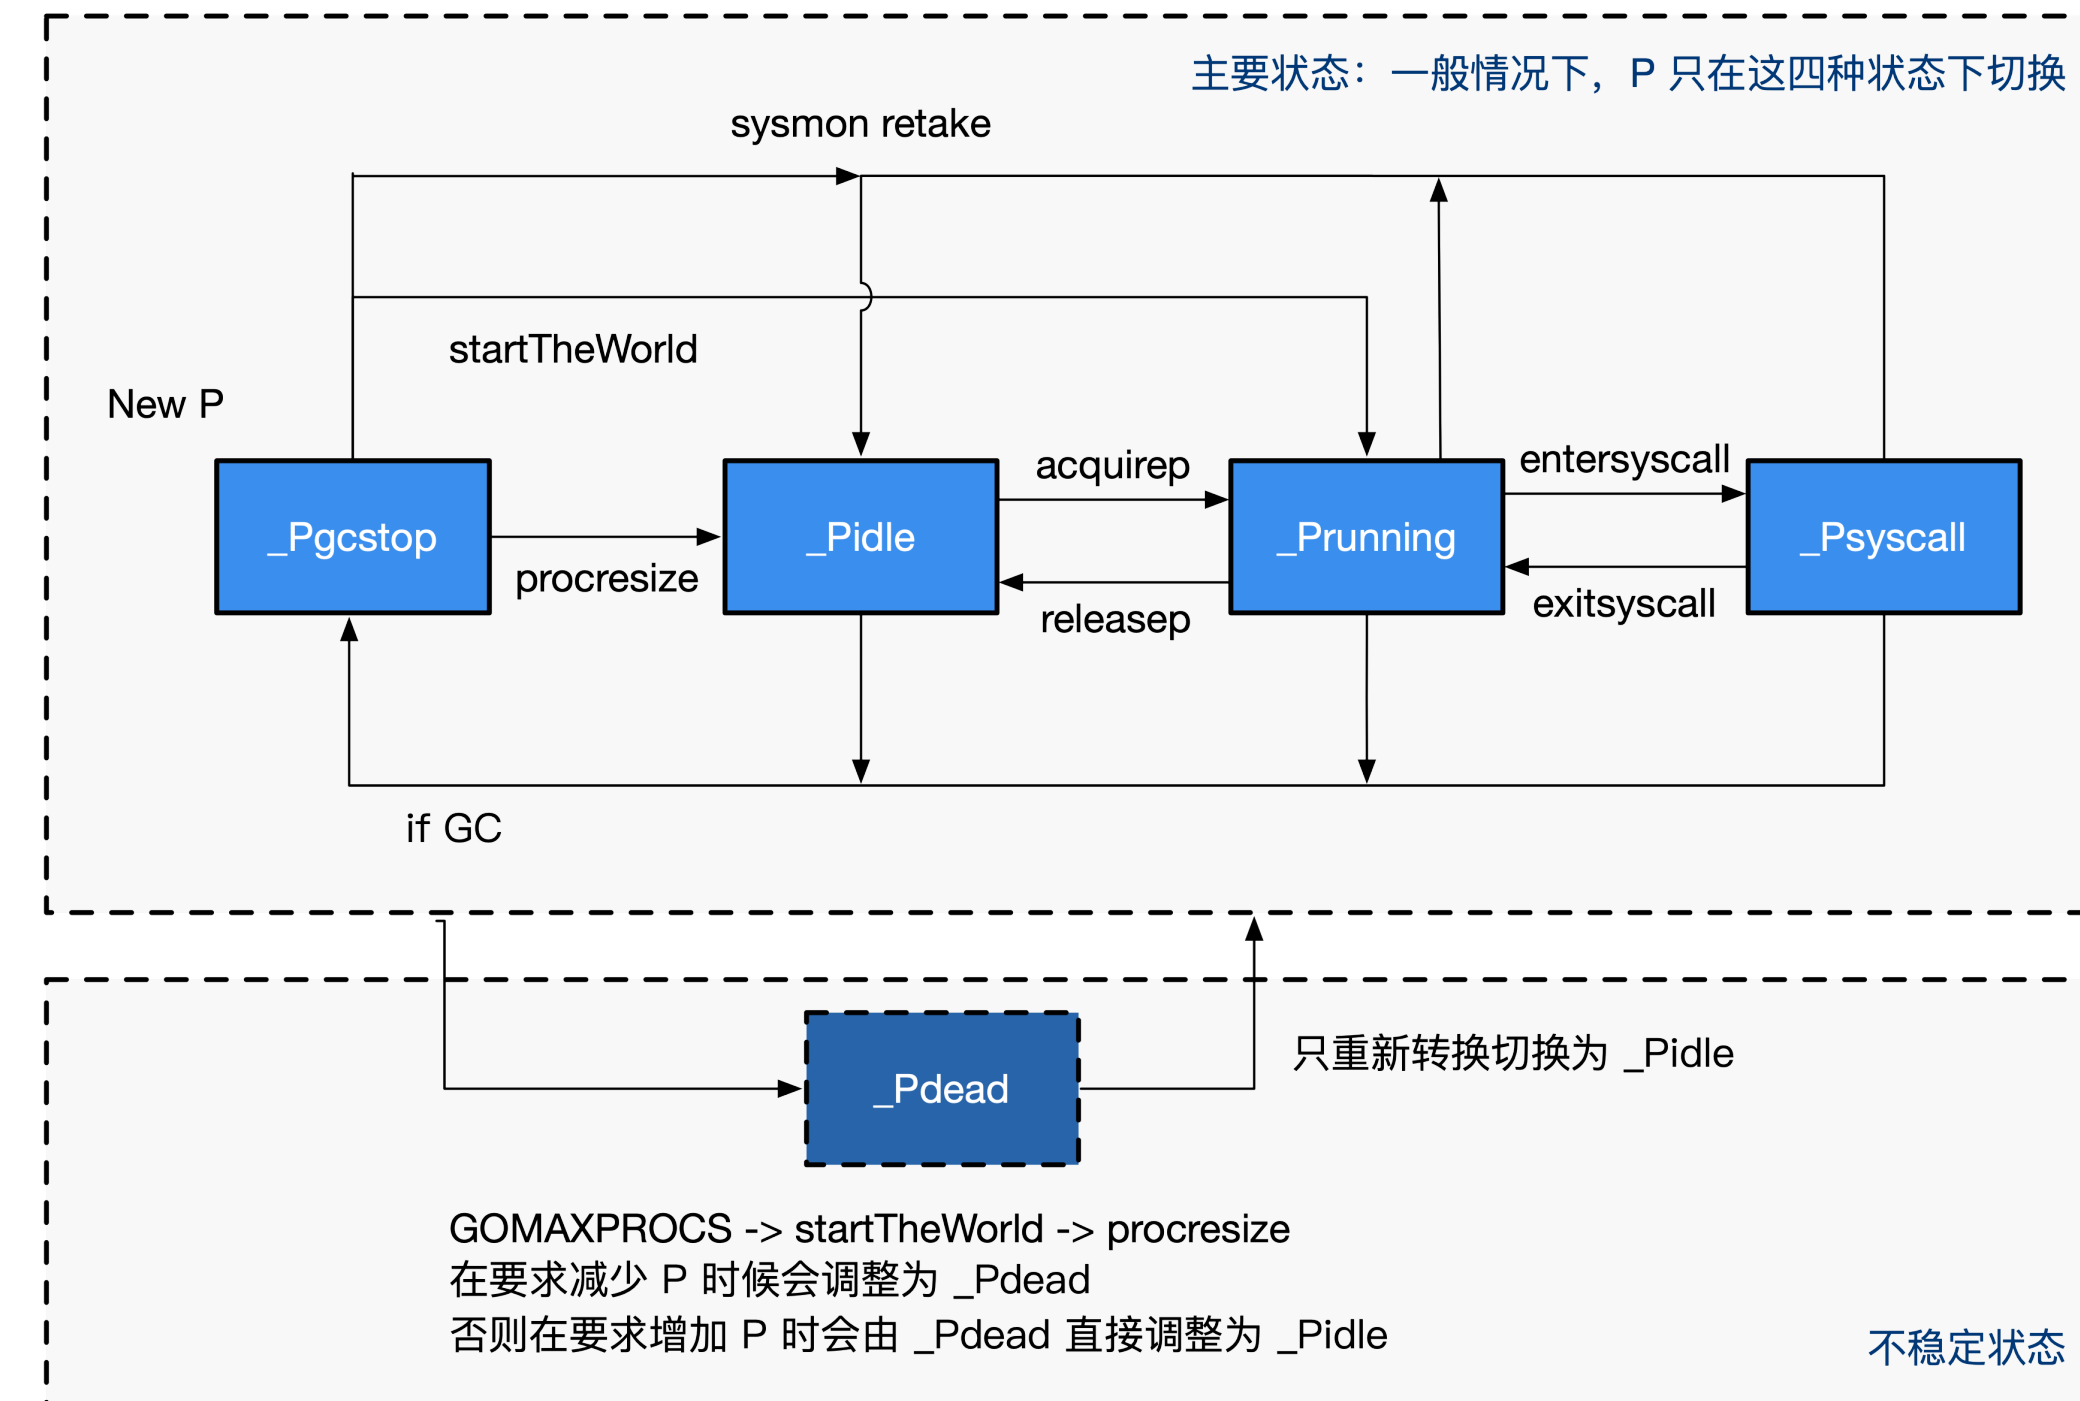 主要状态：一般情况下，P 只在这四种状态下切换
sysmon retake
startTheWorld
New P
_Pgcstop
procresize
_Pidle
acquirep
releasep
_Prunning
entersyscall
exitsyscall
_Psyscall
if GC
_Pdead
只重新转换切换为 _Pidle
GOMAXPROCS -> startTheWorld -> procresize
在要求减少 P 时候会调整为 _Pdead
否则在要求增加 P 时会由 _Pdead 直接调整为 _Pidle
不稳定状态